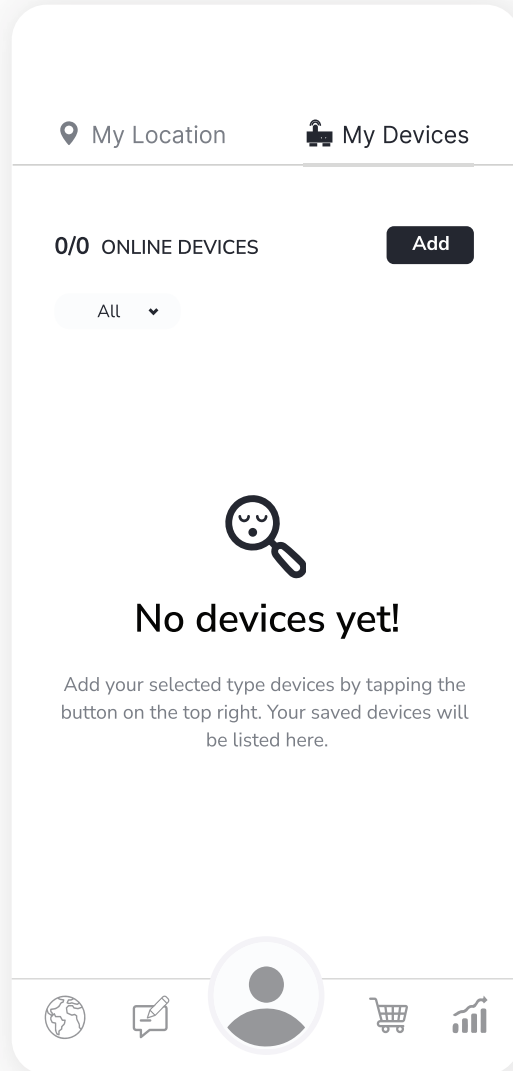 My Location
My Devices
0/0 ONLINE DEVICES
Add
All
No devices yet!
Add your selected type devices by tapping the
button on the top right. Your saved devices will
be listed here.